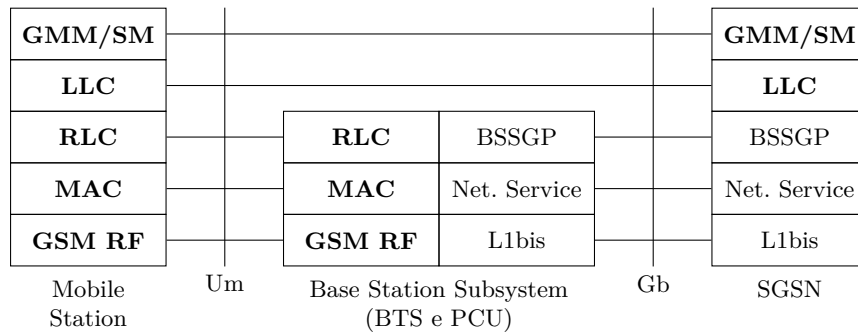 GMM/SM GMM/SM
LLC LLC
RLC RLC BSSGP BSSGP
MAC MAC Net. Service Net. Service
GSM RF GSM RF L1bis L1bis
Mobile Um Base Station Subsystem Gb SGSN
Station (BTS e PCU)